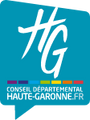 HG
CONSEIL DÉPARTEMENTAL
HAUTE-GARONNE.FR